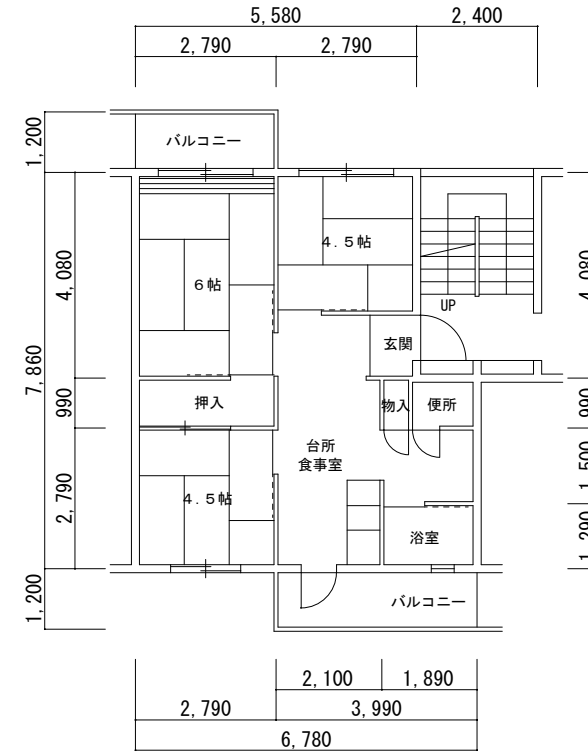 5,580
2,400
2,790
2,790
1,200
バルコニー
4,080
4.5帖
4,080
6帖
UP
玄関
7,860
990
押入
物入
便所
990
台所
食事室
1,500
2,790
4.5帖
浴室
1,290
1,200
バルコニー
2,100
1,890
2,790
3,990
6,780